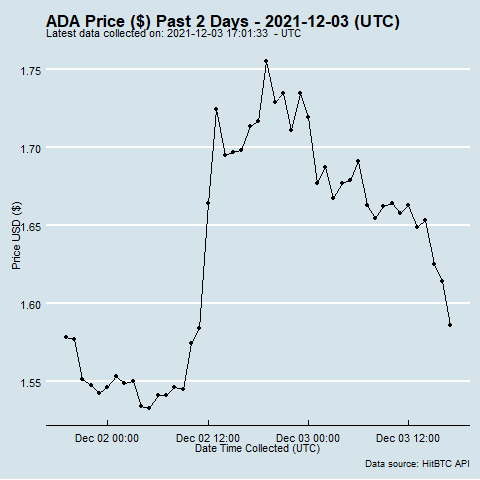 ADA Price ($) Past 2 Days - 2021-12-03 (UTC)
Latest data collected on: 2021-12-03 17:01:33 - UTC
1.75
1.70
1.65
1.60
1.55
Price USD ($)
Dec 02 00:00 Dec 02 12:00 Dec 03 00:00 Dec 03 12:00
Date Time Collected (UTC)
Data source: HitBTC API